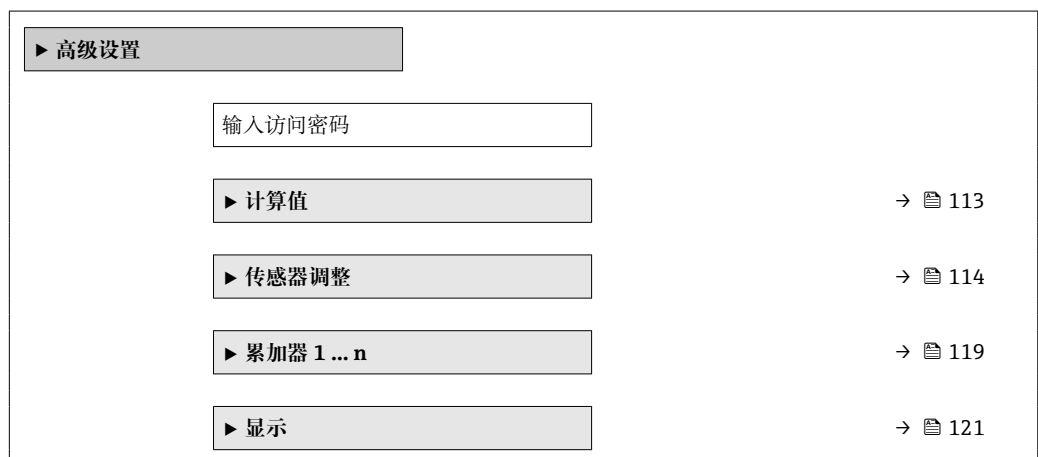 ▶ 高级设置
输入访问密码
▶ 计算值 → 113
▶ 传感器调整 → 114
▶ 累加器 1 ... n → 119
▶ 显示 → 121